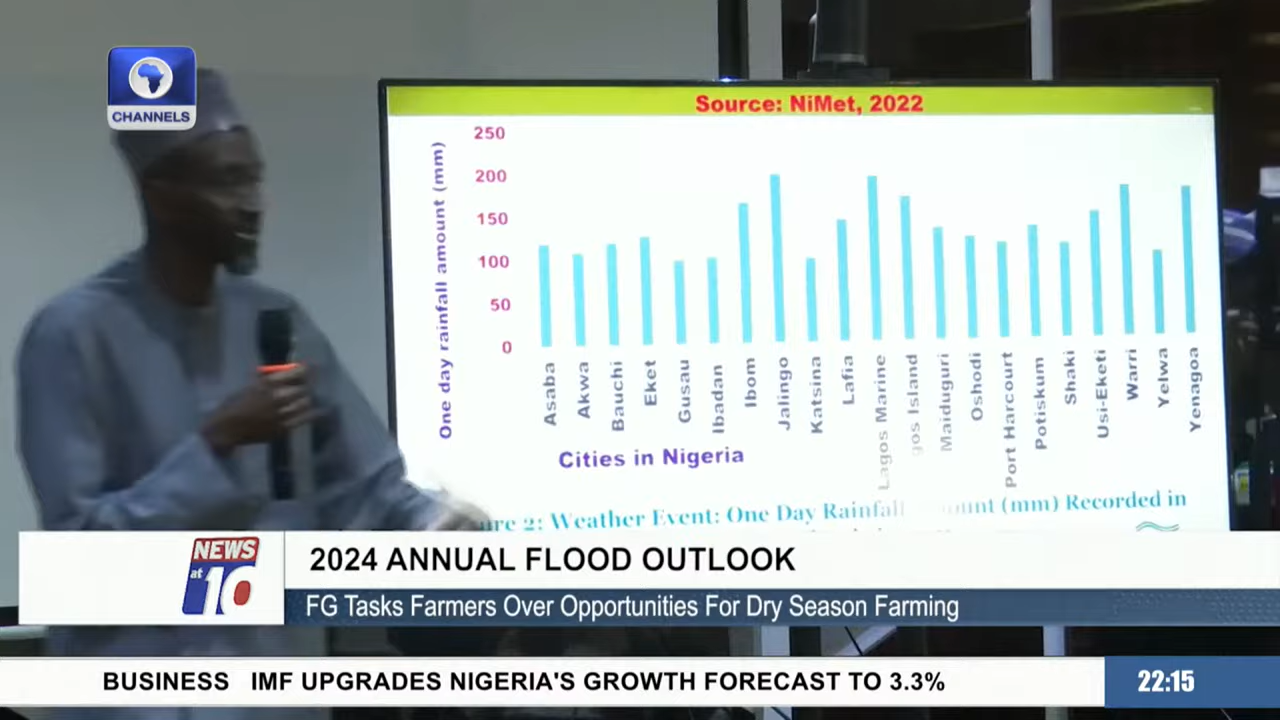 CHANNELS
Source: NiMet, 2022
One day rainfall amount (mm)
250
200
150
100
50
0
Asaba
Akwa
Bauchi
Eket
Gusau
Ibadan
Ibom
Jalingo
Katsina
Lafia
Lagos Marine
gos Island
Maiduguri
Oshodi
Port Harcourt
Potiskum
Shaki
Usi-Eketi
Warri
Yelwa
Yenagoa
Cities in Nigeria
ure 2: Weather Event: One Day Rainfall (mm) Recorded in
NEWS
at 10
2024 ANNUAL FLOOD OUTLOOK
FG Tasks Farmers Over Opportunities For Dry Season Farming
BUSINESS IMF UPGRADES NIGERIA'S GROWTH FORECAST TO 3.3%
22:15